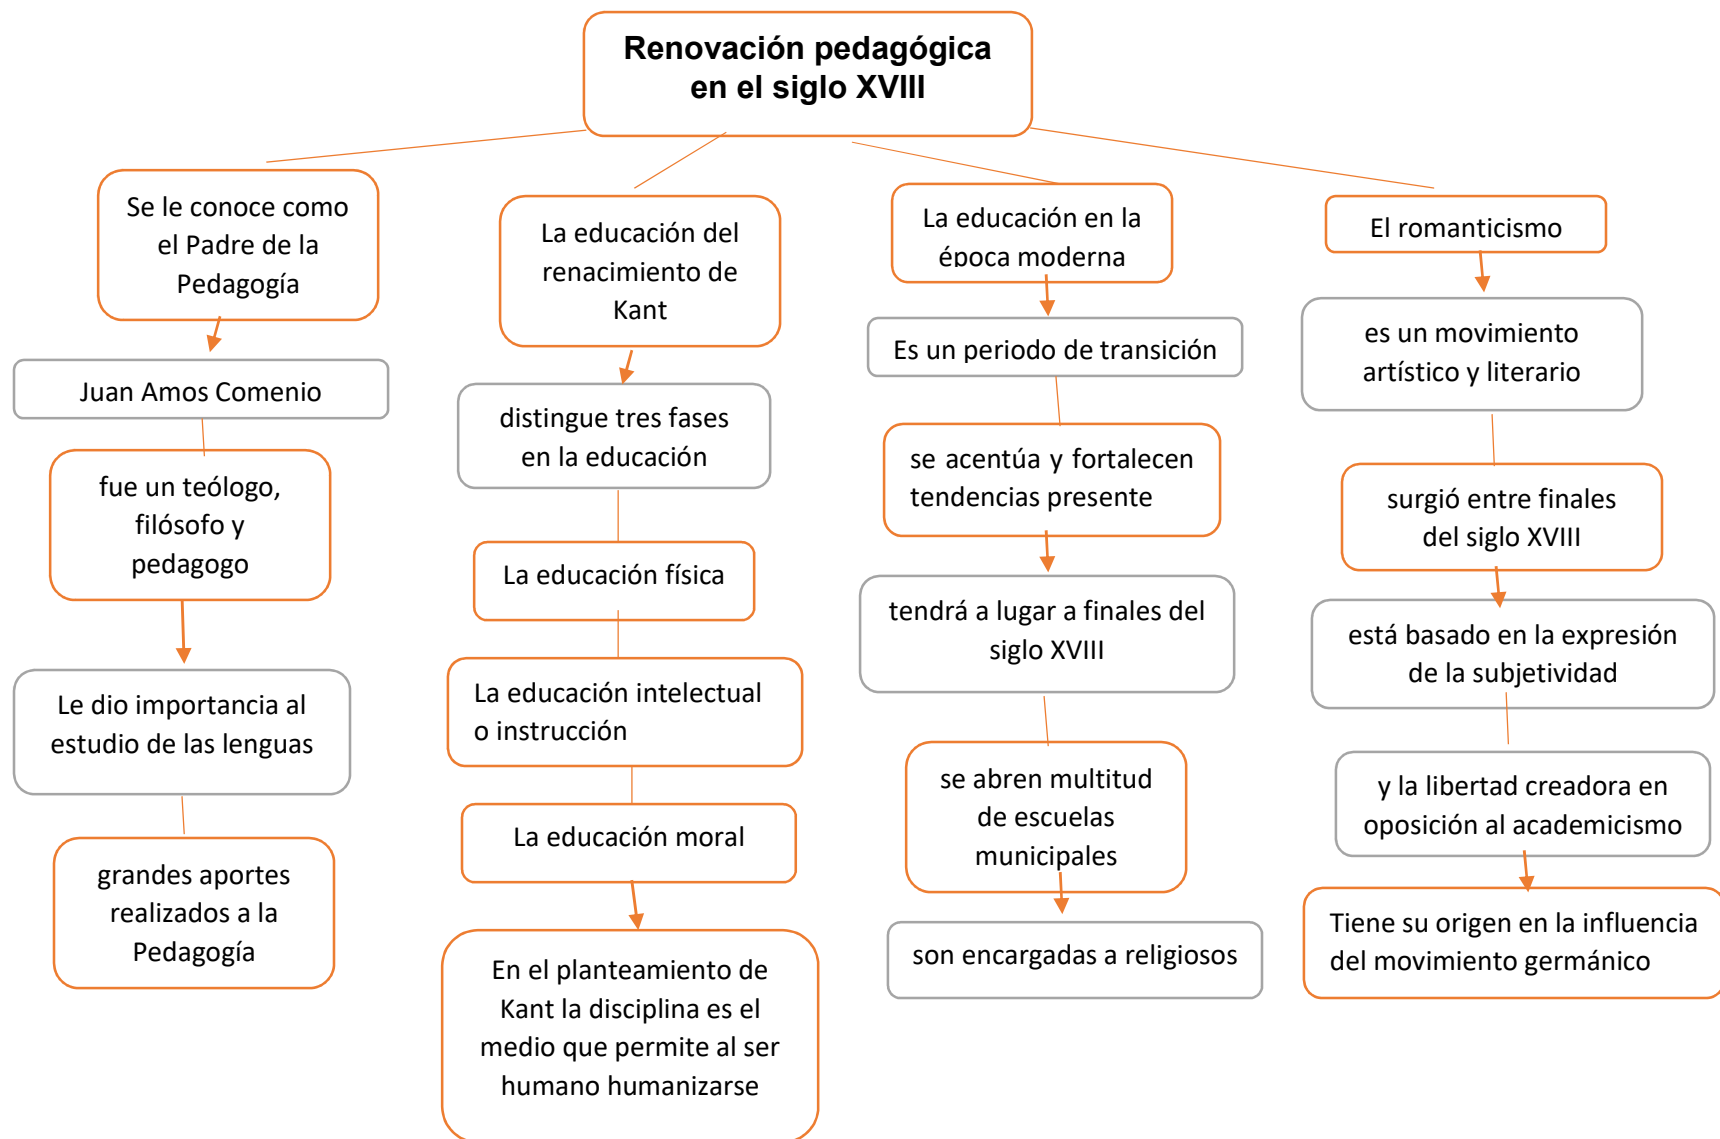 Renovación pedagógica
en el siglo XVIII
Se le conoce como
el Padre de la
Pedagogía
Juan Amos Comenio
fue un teólogo,
filósofo y
pedagogo
Le dio importancia al
estudio de las lenguas
grandes aportes
realizados a la
Pedagogía
La educación del
renacimiento de
Kant
distingue tres fases
en la educación
La educación física
La educación intelectual
o instrucción
La educación moral
En el planteamiento de
Kant la disciplina es el
medio que permite al ser
humano humanizarse
La educación en la
época moderna
Es un periodo de transición
se acentúa y fortalecen
tendencias presente
tendrá a lugar a finales del
siglo XVIII
se abren multitud
de escuelas
municipales
son encargadas a religiosos
El romanticismo
es un movimiento
artístico y literario
surgió entre finales
del siglo XVIII
está basado en la expresión
de la subjetividad
y la libertad creadora en
oposición al academicismo
Tiene su origen en la influencia
del movimiento germánico